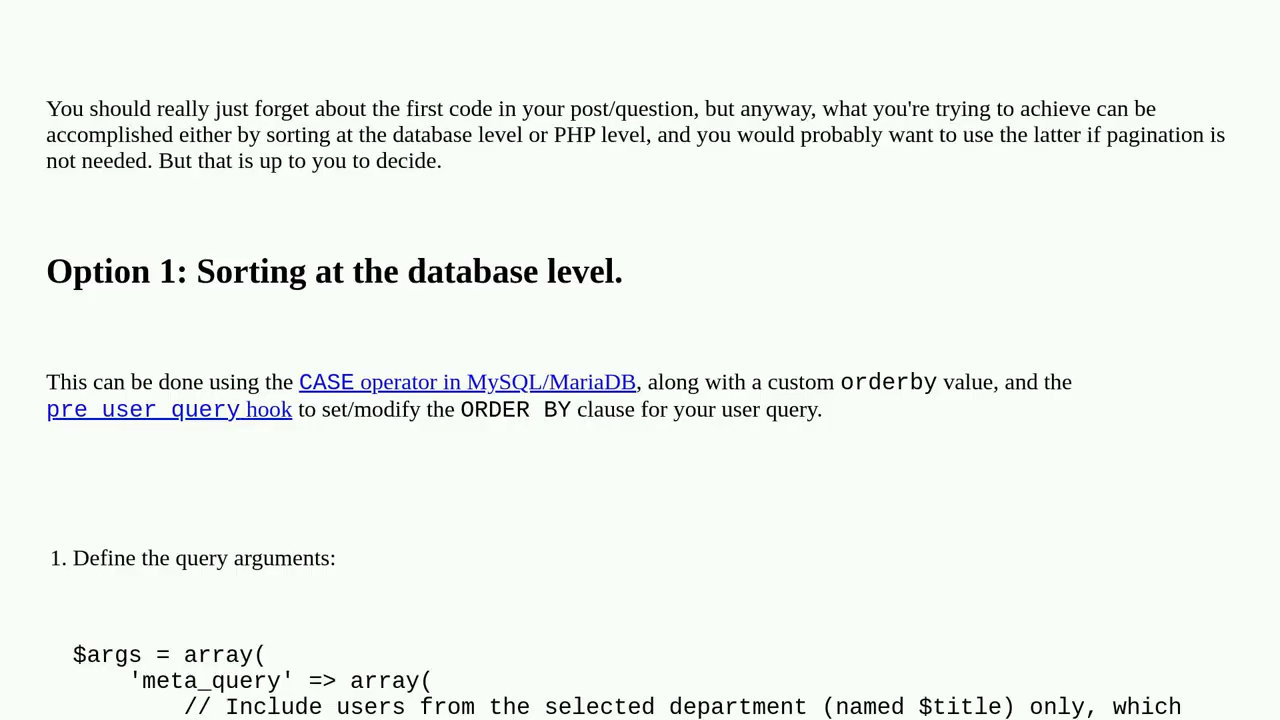 You should really just forget about the first code in your post/question, but anyway, what you're trying to achieve can be
accomplished either by sorting at the database level or PHP level, and you would probably want to use the latter if pagination is
not needed. But that is up to you to decide.
Option 1: Sorting at the database level.
This can be done using the CASE operator in MySQL/MariaDB, along with a custom orderby value, and the
pre_user_query hook to set/modify the ORDER BY clause for your user query.
1. Define the query arguments:
$args = array(
'meta_query' => array(
// Include users from the selected department (named $title) only, which